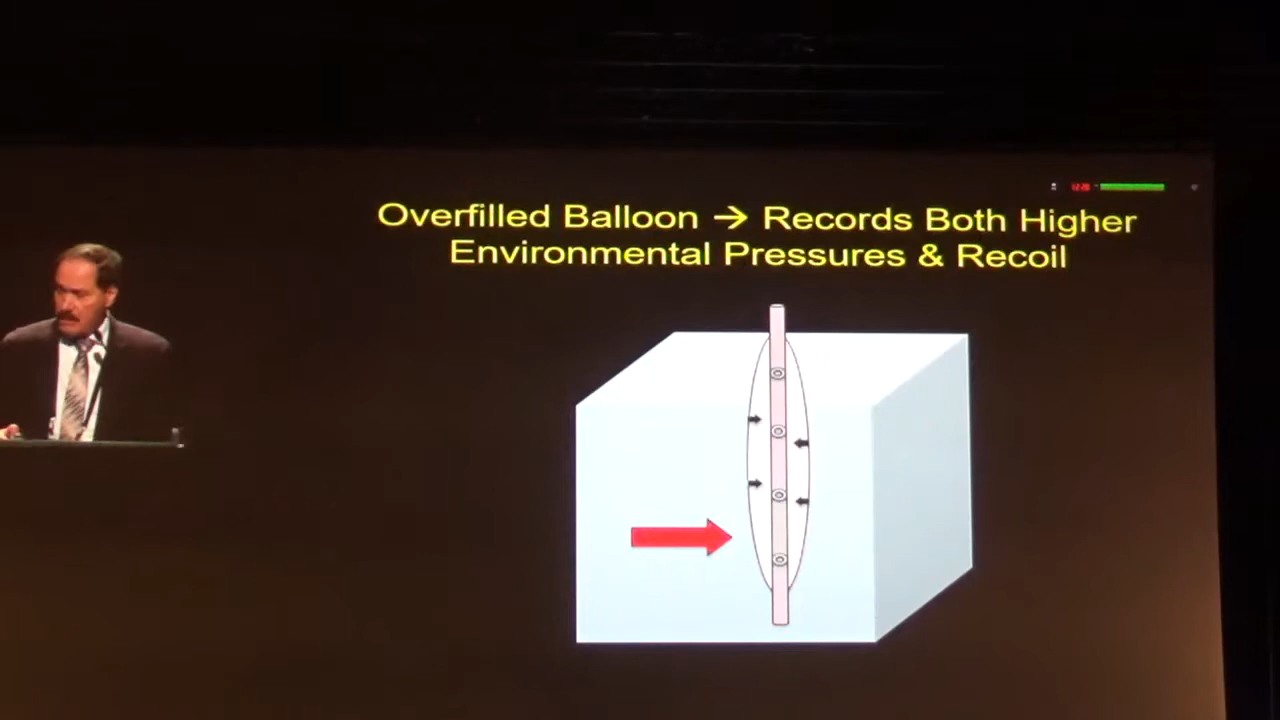 Overfilled Balloon → Records Both Higher
Environmental Pressures & Recoil